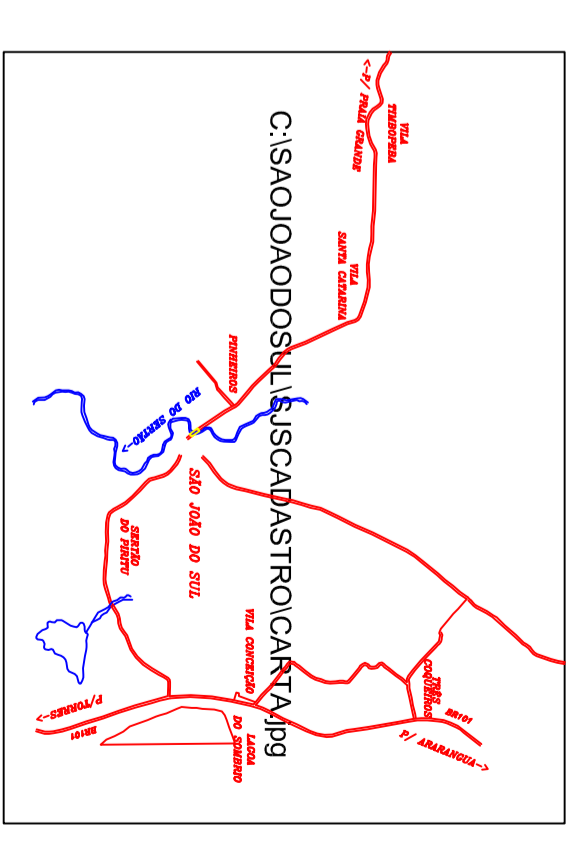 <-P/ PRAIA GRANDE
VILA
TIMBOPEBA
VILA
SANTA CATARINA
C:\SAOJOAODOSUL\SJSCADASTRO\CARTA.jpg
PINHEIROS
RIO DO SERTÃO->
SÃO JOÃO DO SUL
SERTÃO
DO PIRITU
VILA CONCEIÇÃO
TRÊS
COQUEIROS
BR101
P/ ARARANGUA->
LAGOA
DO SOMBRIO
P/TORRES->
BR101